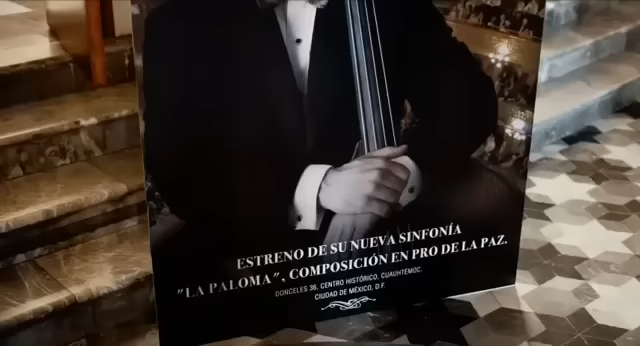 ESTRENO DE SU NUEVA SINFONÍA
"LA PALOMA", COMPOSICIÓN EN PRO DE LA PAZ.
DONCELES 36, CENTRO HISTÓRICO, CUAUHTEMOC.
CIUDAD DE MÉXICO, D.F.